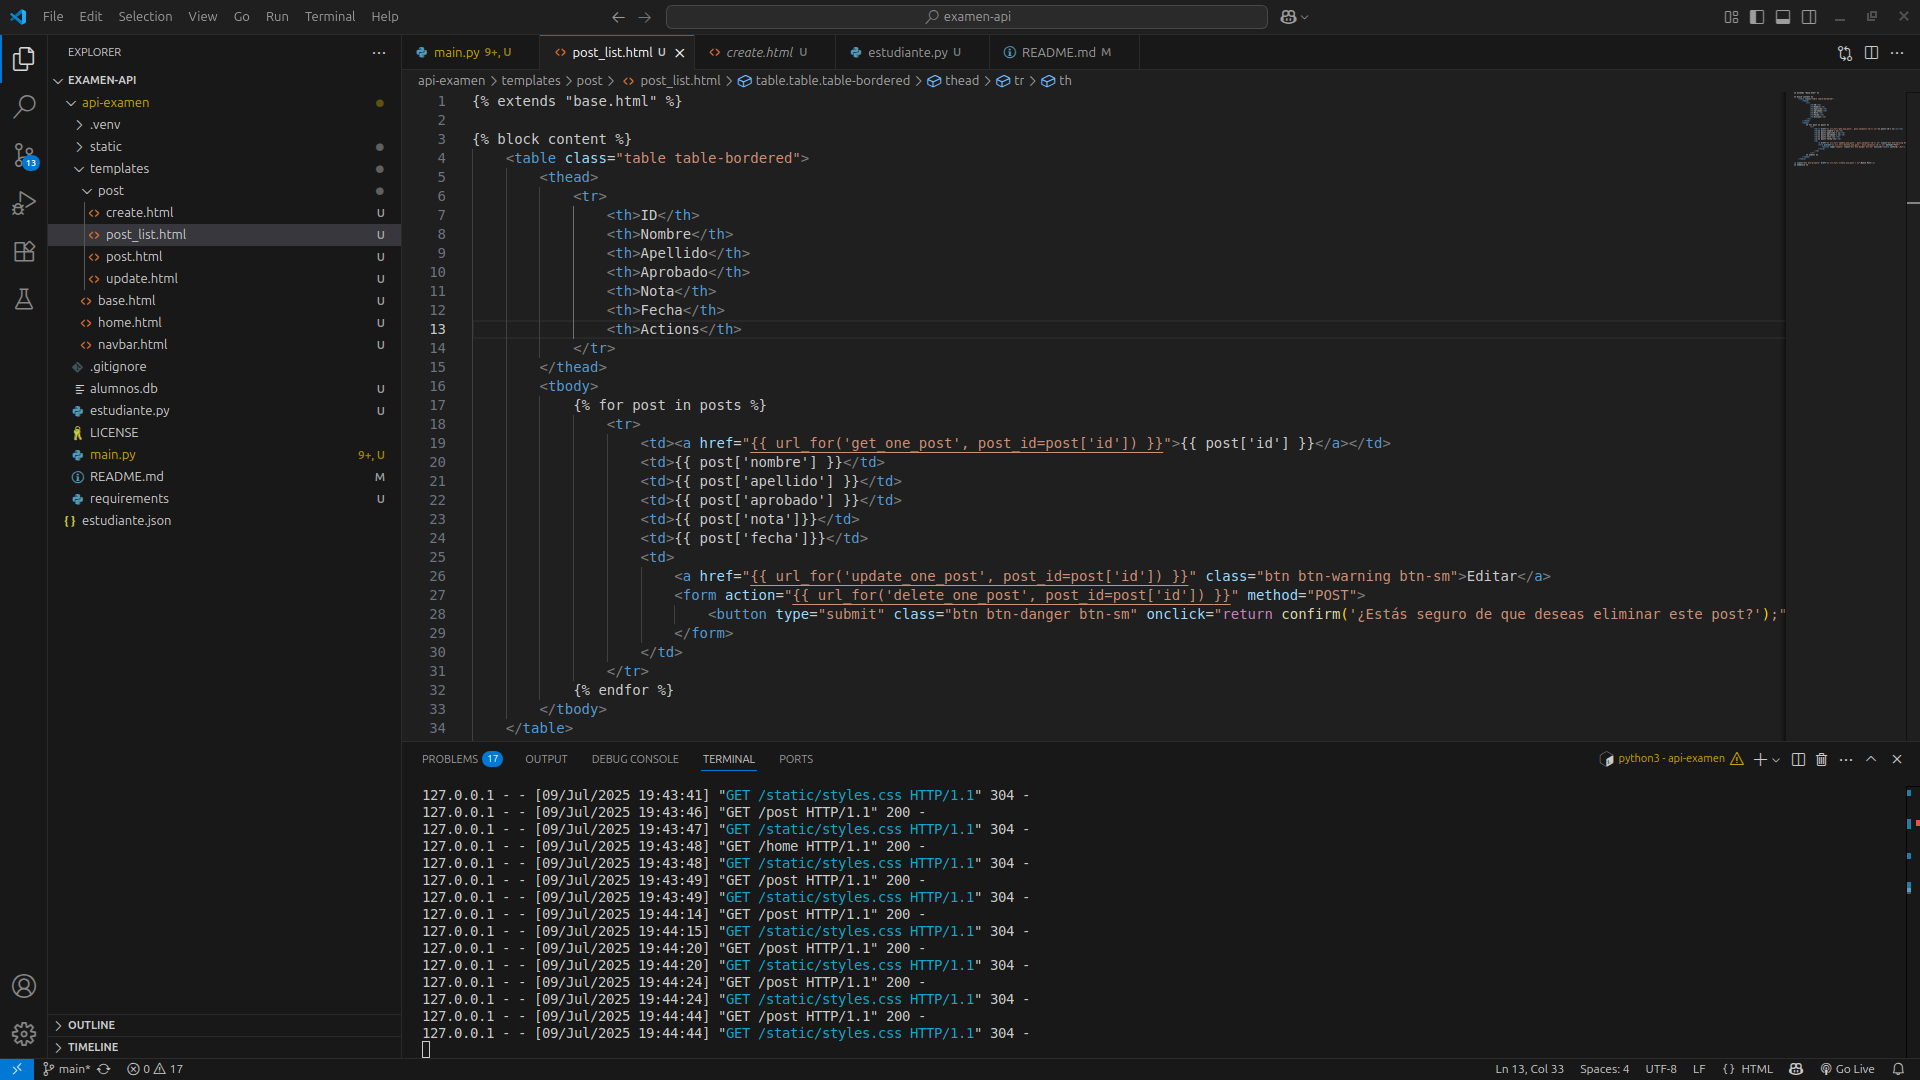 File Edit Selection View Go Run Terminal Help
examen-api
EXPLORER
EXAMEN-API
api-examen
.venv
static
templates
post
create.html U
post_list.html U
post.html U
update.html U
base.html U
home.html U
navbar.html U
.gitignore
alumnos.db U
estudiante.py U
LICENSE
main.py 9+, U
README.md M
requirements U
estudiante.json
OUTLINE
TIMELINE
13
main.py 9+, U post_list.html U create.html U estudiante.py U README.md M
api-examen > templates > post > post_list.html > table.table.table-bordered > thead > tr > th
1 {% extends "base.html" %}
2
3 {% block content %}
4 <table class="table table-bordered">
5 <thead>
6 <tr>
7 <th>ID</th>
8 <th>Nombre</th>
9 <th>Apellido</th>
10 <th>Aprobado</th>
11 <th>Nota</th>
12 <th>Fecha</th>
13 <th>Actions</th>
14 </tr>
15 </thead>
16 <tbody>
17 {% for post in posts %}
18 <tr>
19 <td><a href="{{ url_for('get_one_post', post_id=post['id']) }}">{{ post['id'] }}</a></td>
20 <td>{{ post['nombre'] }}</td>
21 <td>{{ post['apellido'] }}</td>
22 <td>{{ post['aprobado'] }}</td>
23 <td>{{ post['nota']}}</td>
24 <td>{{ post['fecha']}}</td>
25 <td>
26 <a href="{{ url_for('update_one_post', post_id=post['id']) }}" class="btn btn-warning btn-sm">Editar</a>
27 <form action="{{ url_for('delete_one_post', post_id=post['id']) }}" method="POST">
28 <button type="submit" class="btn btn-danger btn-sm" onclick="return confirm('¿Estás seguro de que deseas eliminar este post?');"
29 </form>
30 </td>
31 </tr>
32 {% endfor %}
33 </tbody>
34 </table>
PROBLEMS 17 OUTPUT DEBUG CONSOLE TERMINAL PORTS
python3 - api-examen
127.0.0.1 - - [09/Jul/2025 19:43:41] "GET /static/styles.css HTTP/1.1" 304 -
127.0.0.1 - - [09/Jul/2025 19:43:46] "GET /post HTTP/1.1" 200 -
127.0.0.1 - - [09/Jul/2025 19:43:47] "GET /static/styles.css HTTP/1.1" 304 -
127.0.0.1 - - [09/Jul/2025 19:43:48] "GET /home HTTP/1.1" 200 -
127.0.0.1 - - [09/Jul/2025 19:43:48] "GET /static/styles.css HTTP/1.1" 304 -
127.0.0.1 - - [09/Jul/2025 19:43:49] "GET /post HTTP/1.1" 200 -
127.0.0.1 - - [09/Jul/2025 19:43:49] "GET /static/styles.css HTTP/1.1" 304 -
127.0.0.1 - - [09/Jul/2025 19:44:14] "GET /post HTTP/1.1" 200 -
127.0.0.1 - - [09/Jul/2025 19:44:15] "GET /static/styles.css HTTP/1.1" 304 -
127.0.0.1 - - [09/Jul/2025 19:44:20] "GET /post HTTP/1.1" 200 -
127.0.0.1 - - [09/Jul/2025 19:44:20] "GET /static/styles.css HTTP/1.1" 304 -
127.0.0.1 - - [09/Jul/2025 19:44:24] "GET /post HTTP/1.1" 200 -
127.0.0.1 - - [09/Jul/2025 19:44:24] "GET /static/styles.css HTTP/1.1" 304 -
127.0.0.1 - - [09/Jul/2025 19:44:44] "GET /post HTTP/1.1" 200 -
127.0.0.1 - - [09/Jul/2025 19:44:44] "GET /static/styles.css HTTP/1.1" 304 -
main* 0 17 Ln 13, Col 33 Spaces: 4 UTF-8 LF {} HTML Go Live